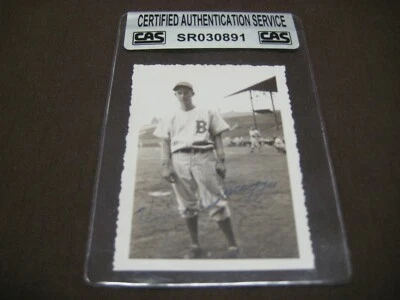 CERTIFIED AUTHENTICATION SERVICE
CAS SR030891 CAS
B